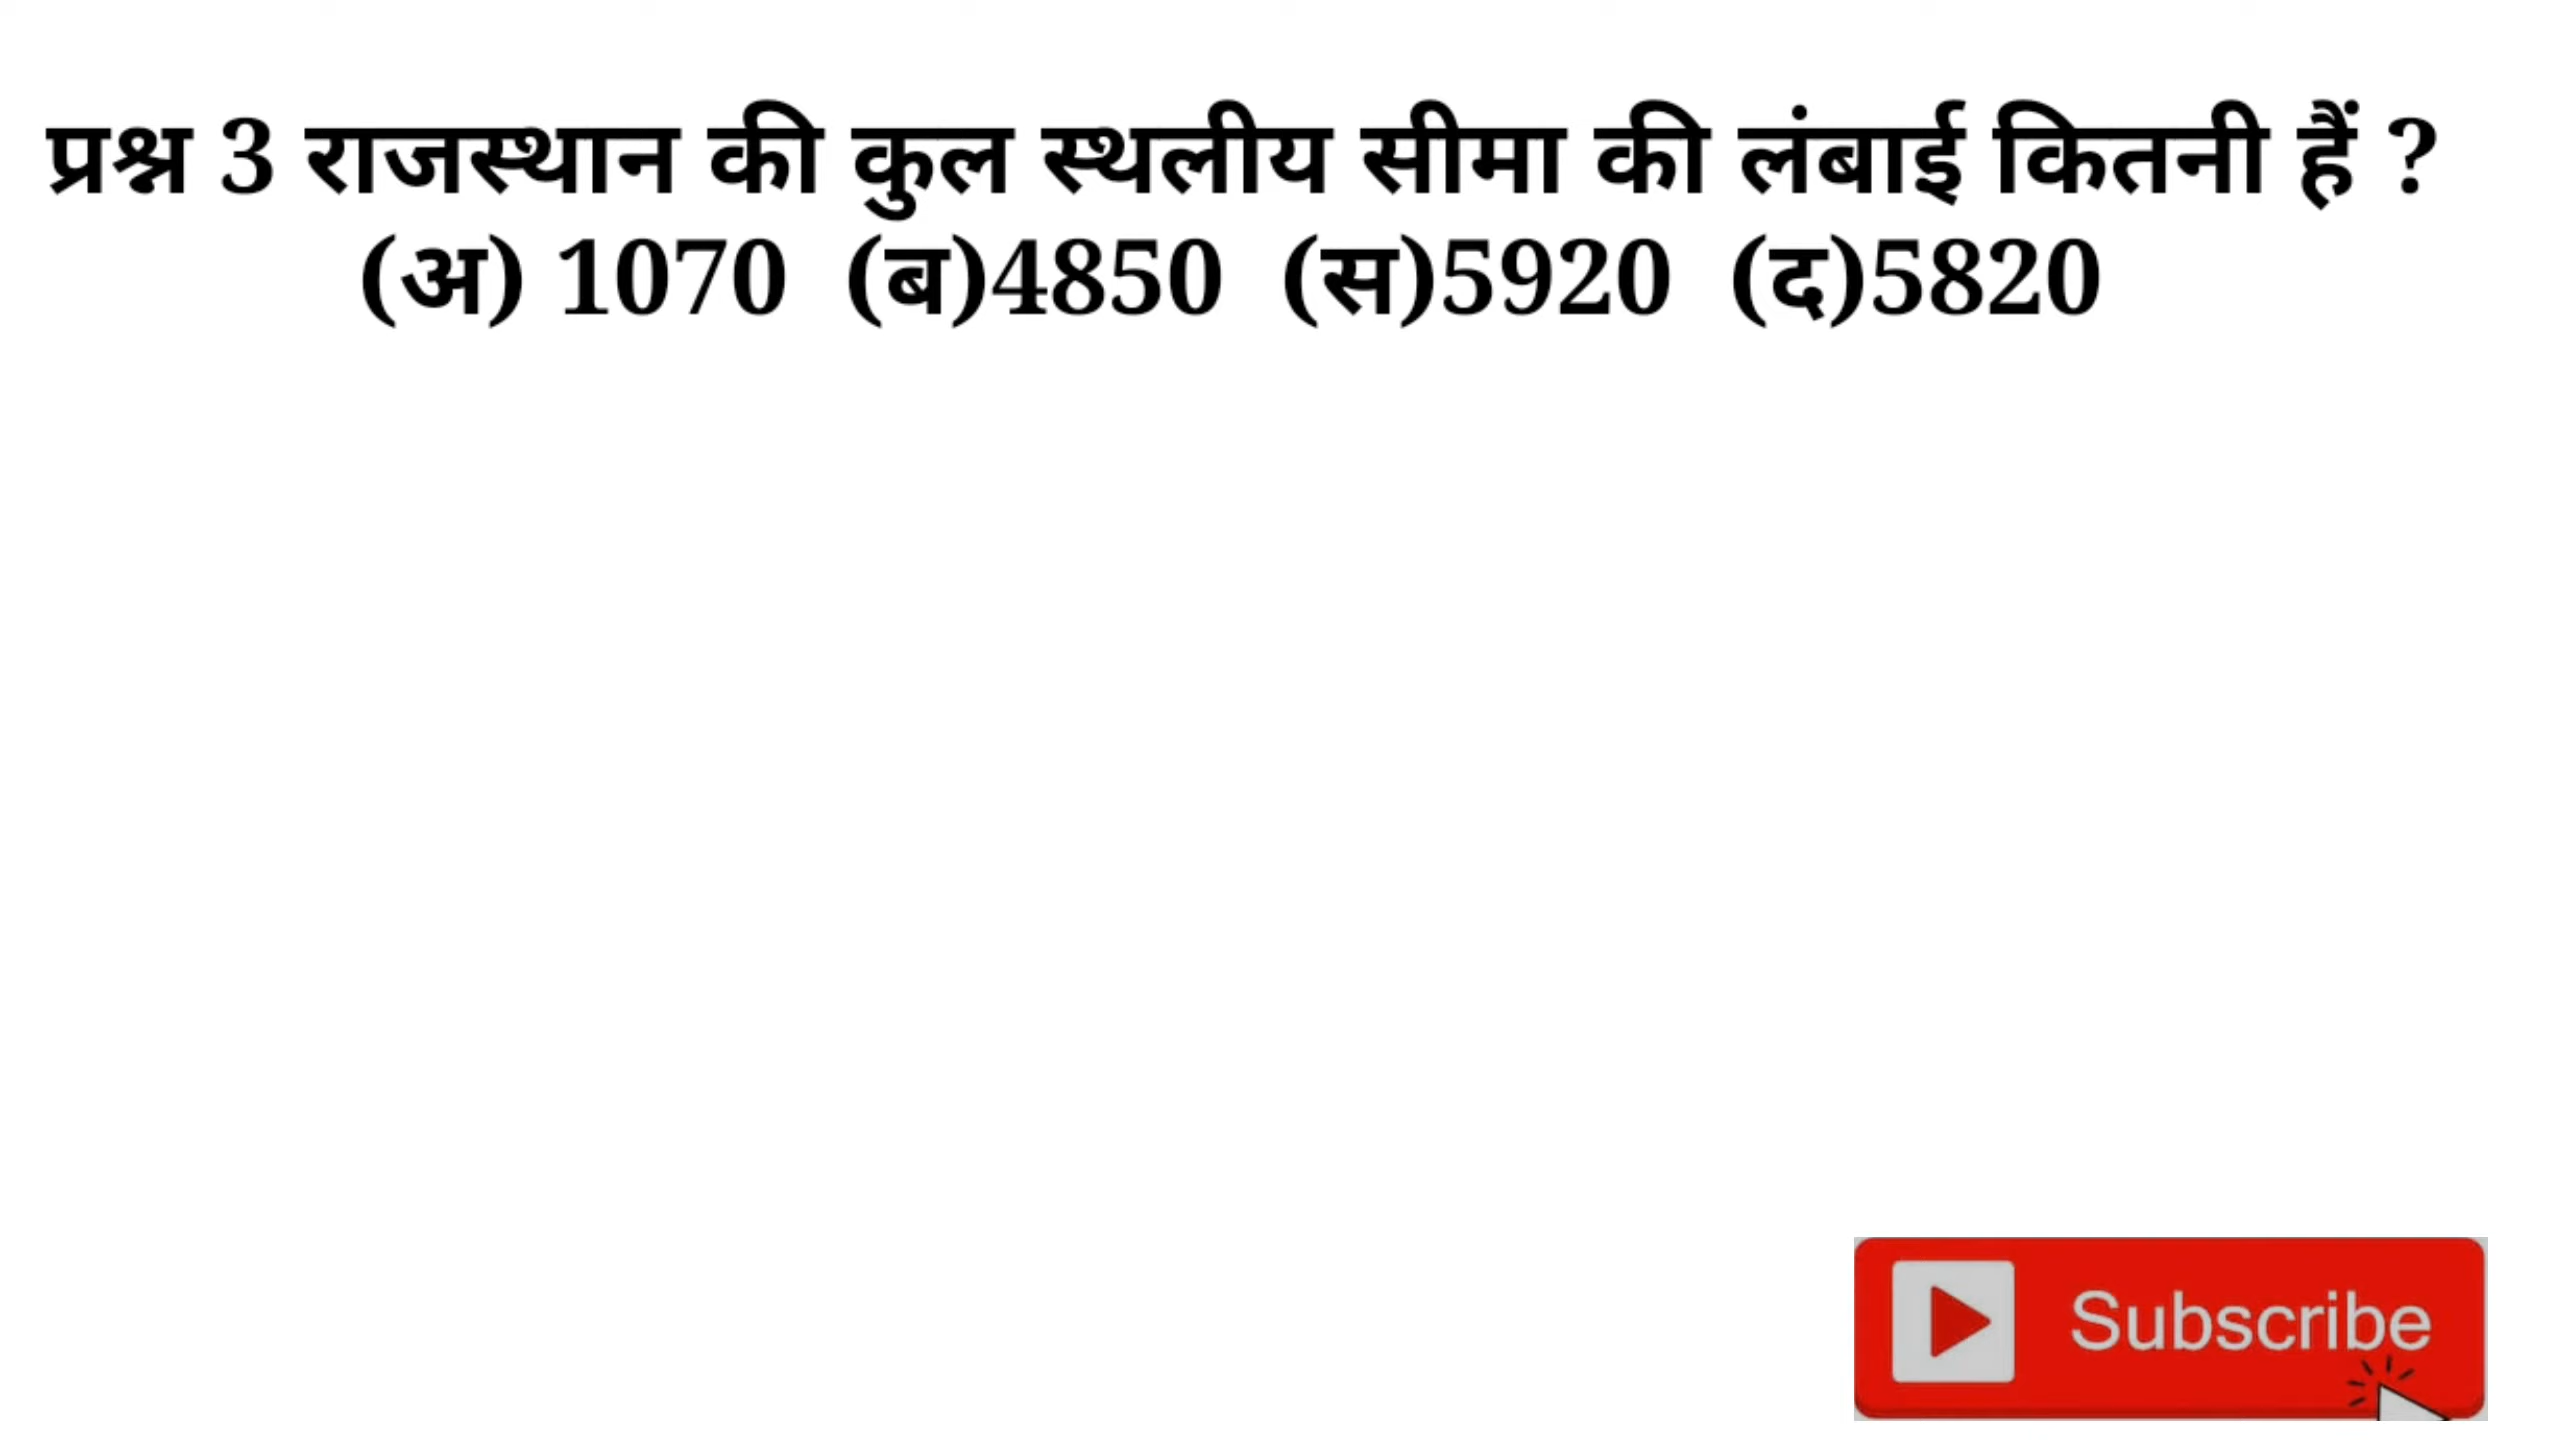 प्रश्न 3 राजस्थान की कुल स्थलीय सीमा की लंबाई कितनी हैं ?
(अ) 1070 (ब)4850 (स)5920 (द)5820
Subscribe